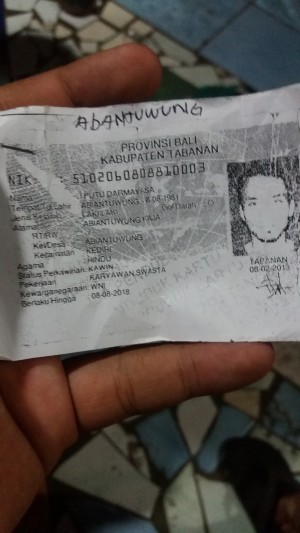 ABANTUWUNG
PROVINSI BALI
KABUPATEN TABANAN
NIK : 5102060808810003
Nama : I PUTU DARMAYASA
Tempat/Tgl Lahir : ABIANTUWUNG, 8-08-1981
Jenis Kelamin : LAKI-LAKI Gol Darah : O
Alamat : ABIANTUWUNG KAJA
RT/RW
Kel/Desa : ABIANTUWUNG
Kecamatan : KEDIRI
Agama : HINDU
Status Perkawinan: KAWIN
Pekerjaan : KARYAWAN SWASTA
Kewarganegaraan: WNI
Berlaku Hingga : 08-08-2018
TABANAN
08-02-2013